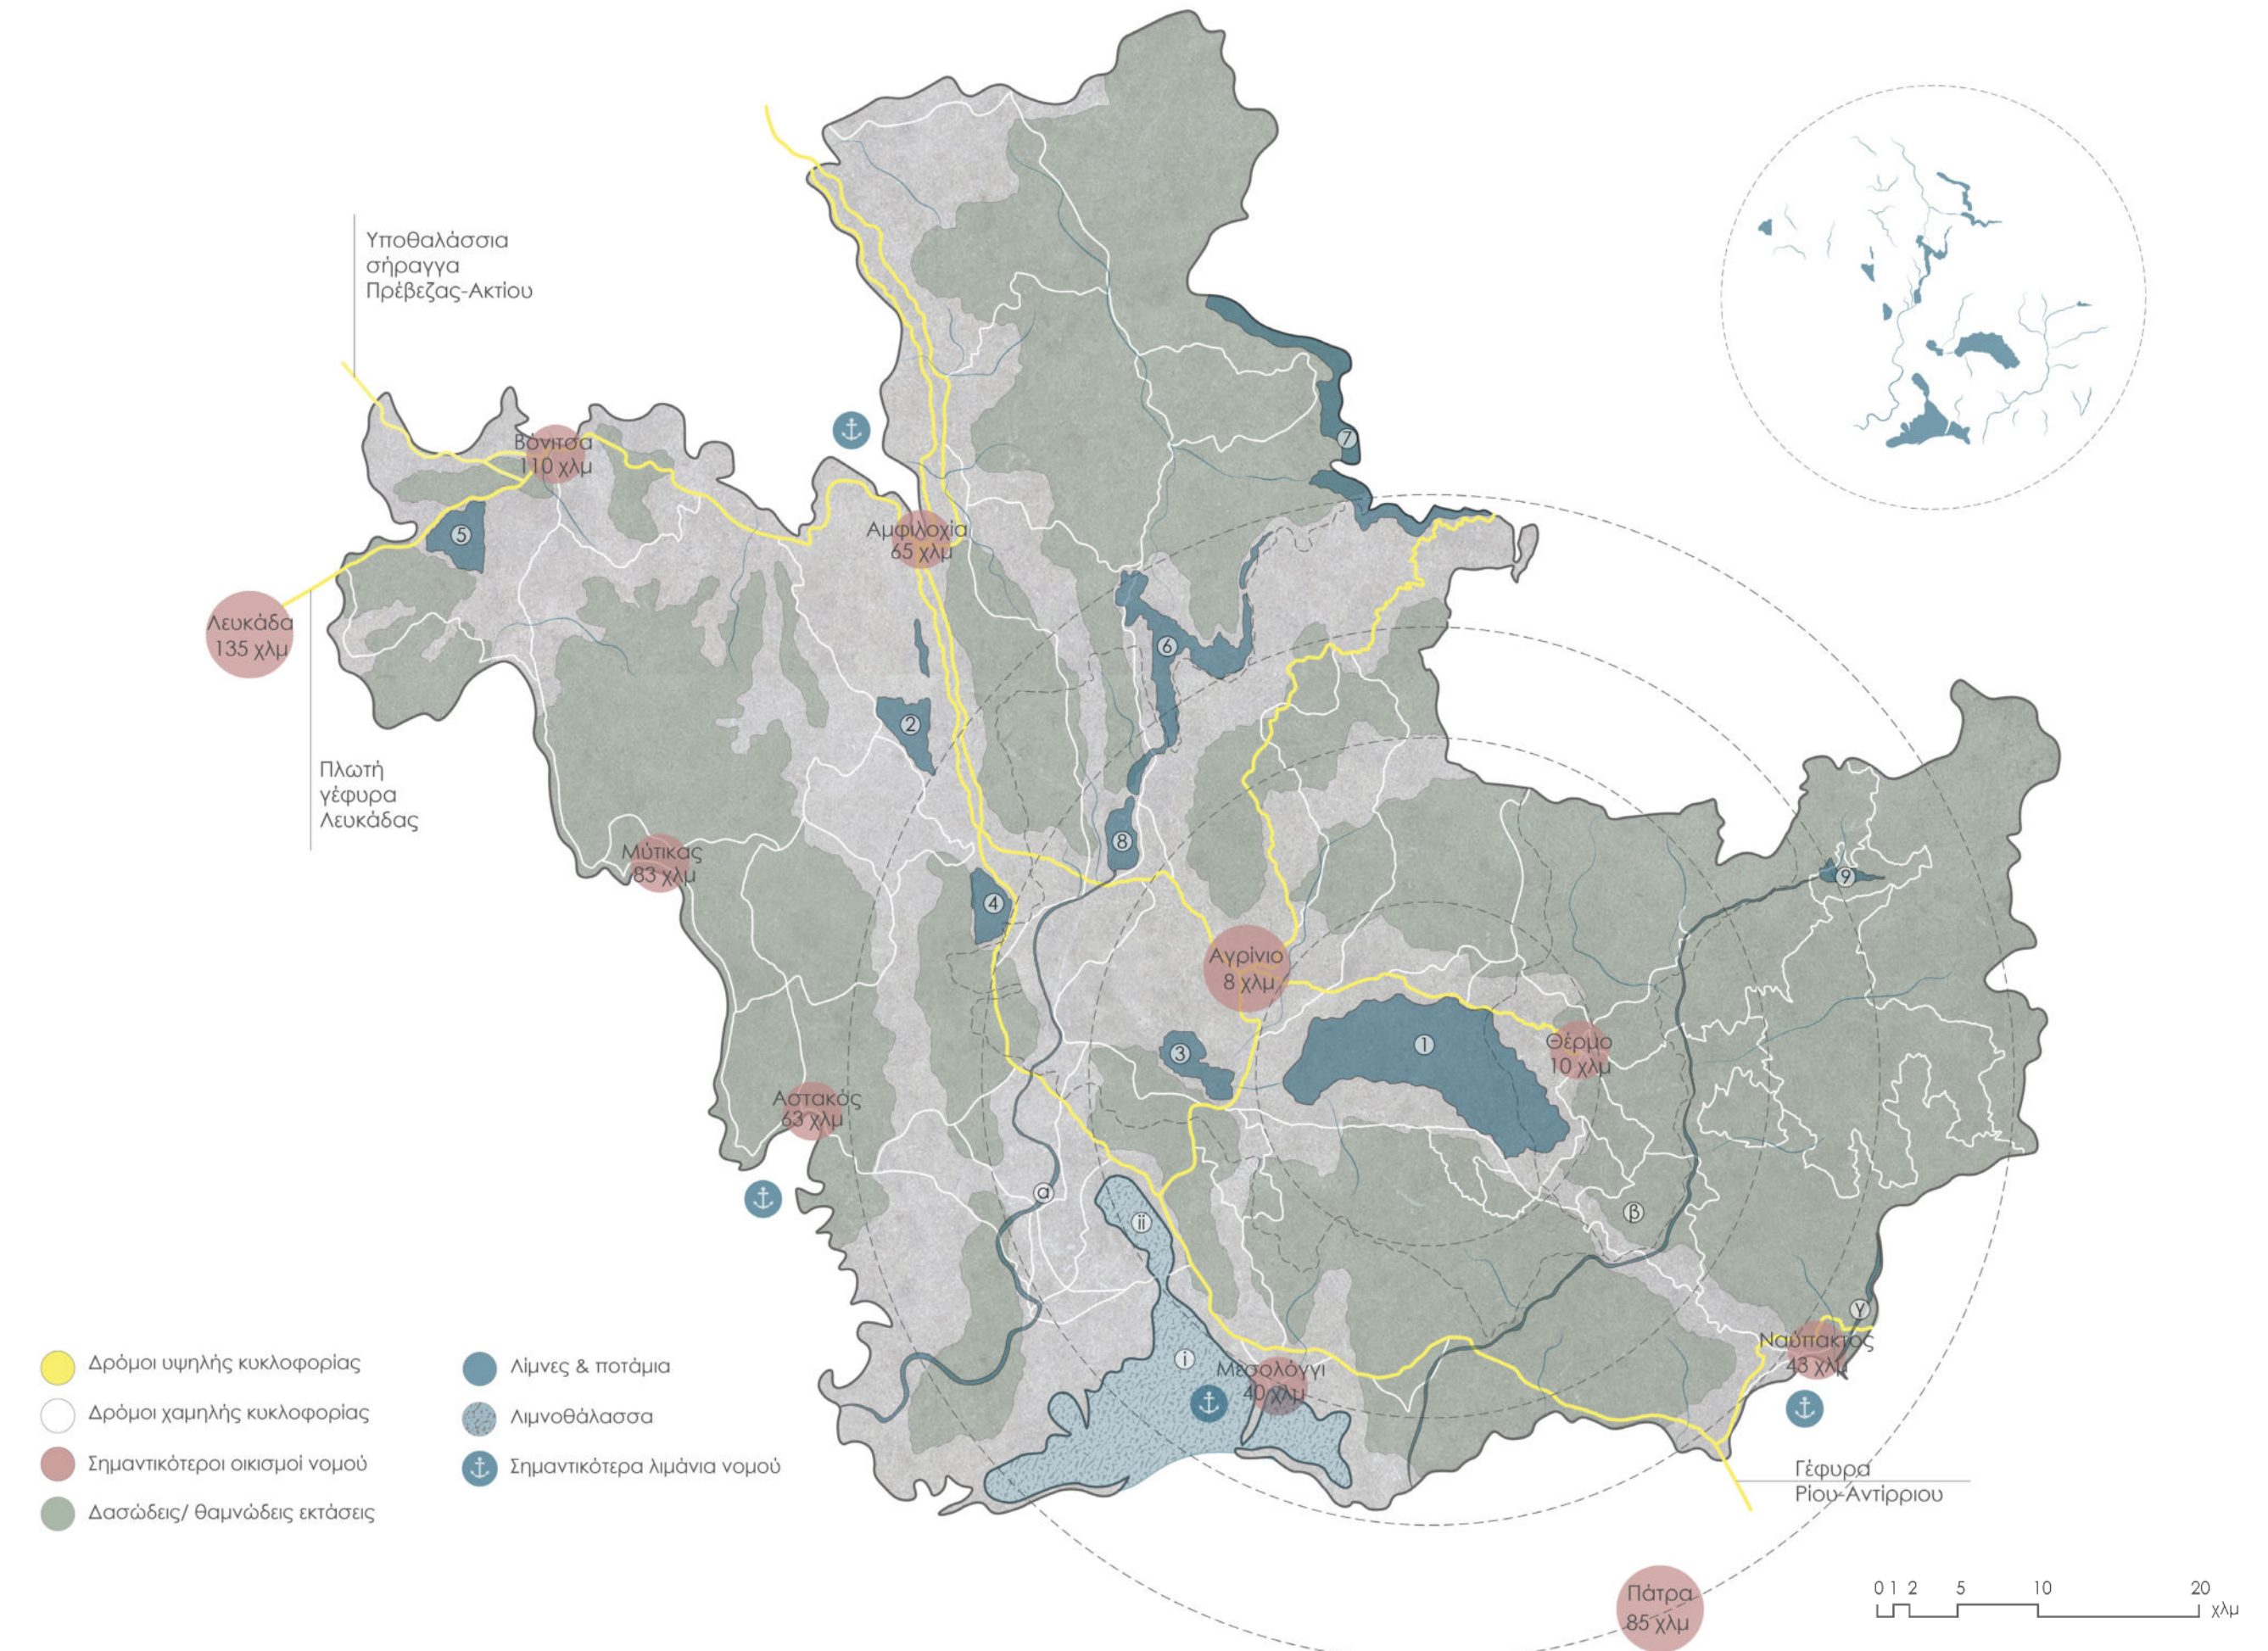 Υποθαλάσσια
σήραγγα
Πρέβεζας-Ακτίου
Βόνιτσα
110 χλμ
7
Αμφιλοχία
65 χλμ
5
Λευκάδα
135 χλμ
6
2
Πλωτή
γέφυρα
Λευκάδας
8
Μύτικας
83 χλμ
9
4
Αγρίνιο
8 χλμ
1
Θέρμο
10 χλμ
3
Αστακός
63 χλμ
α
β
ii
γ
Ναύπακτος
43 χλμ
i
Μεσολόγγι
40 χλμ
Δρόμοι υψηλής κυκλοφορίας
Δρόμοι χαμηλής κυκλοφορίας
Σημαντικότεροι οικισμοί νομού
Δασώδεις/ θαμνώδεις εκτάσεις
Λίμνες & ποτάμια
Λιμνοθάλασσα
Σημαντικότερα λιμάνια νομού
Γέφυρα
Ρίου-Αντίρριου
Πάτρα
85 χλμ
0 1 2 5 10 20
χλμ